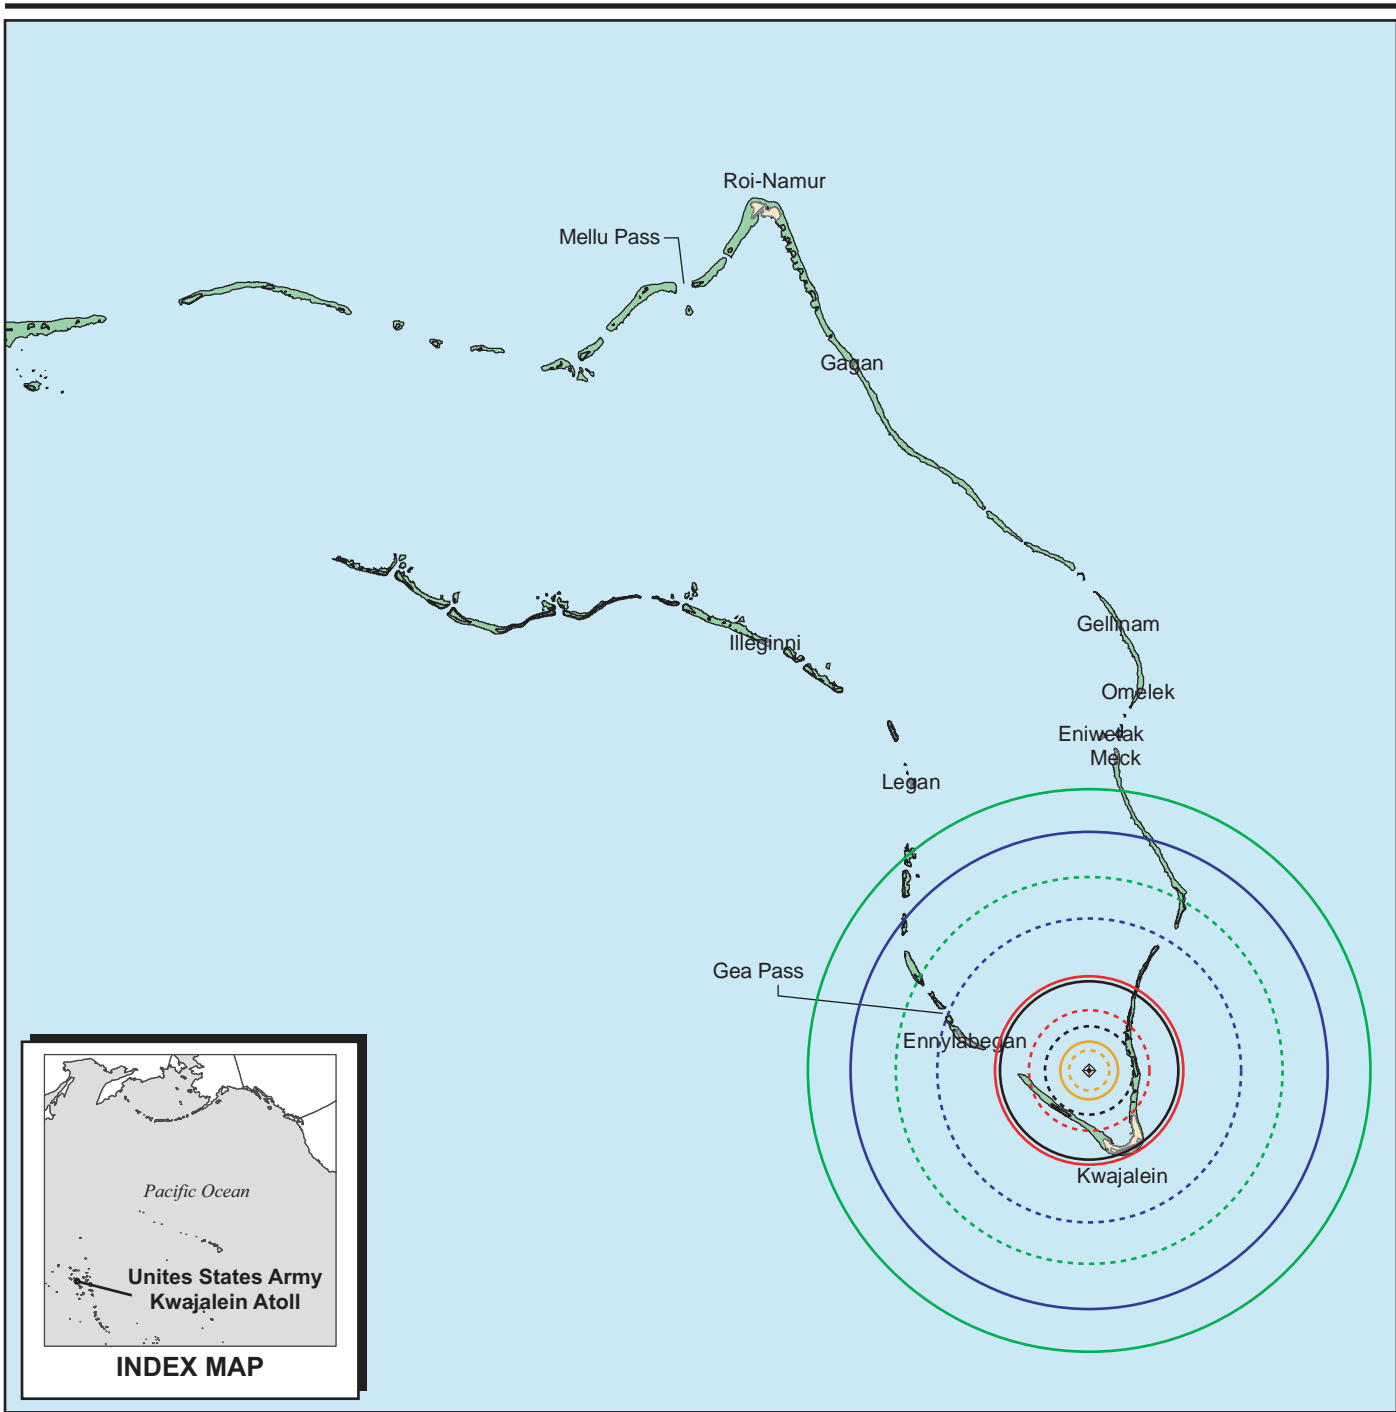 Roi-Namur
Mellu Pass
Gagan
Gellinam
Illeginni
Omelek
Eniwetak
Meck
Legan
Gea Pass
Ennylabegan
Kwajalein
Pacific Ocean
Unites States Army
Kwajalein Atoll
INDEX MAP